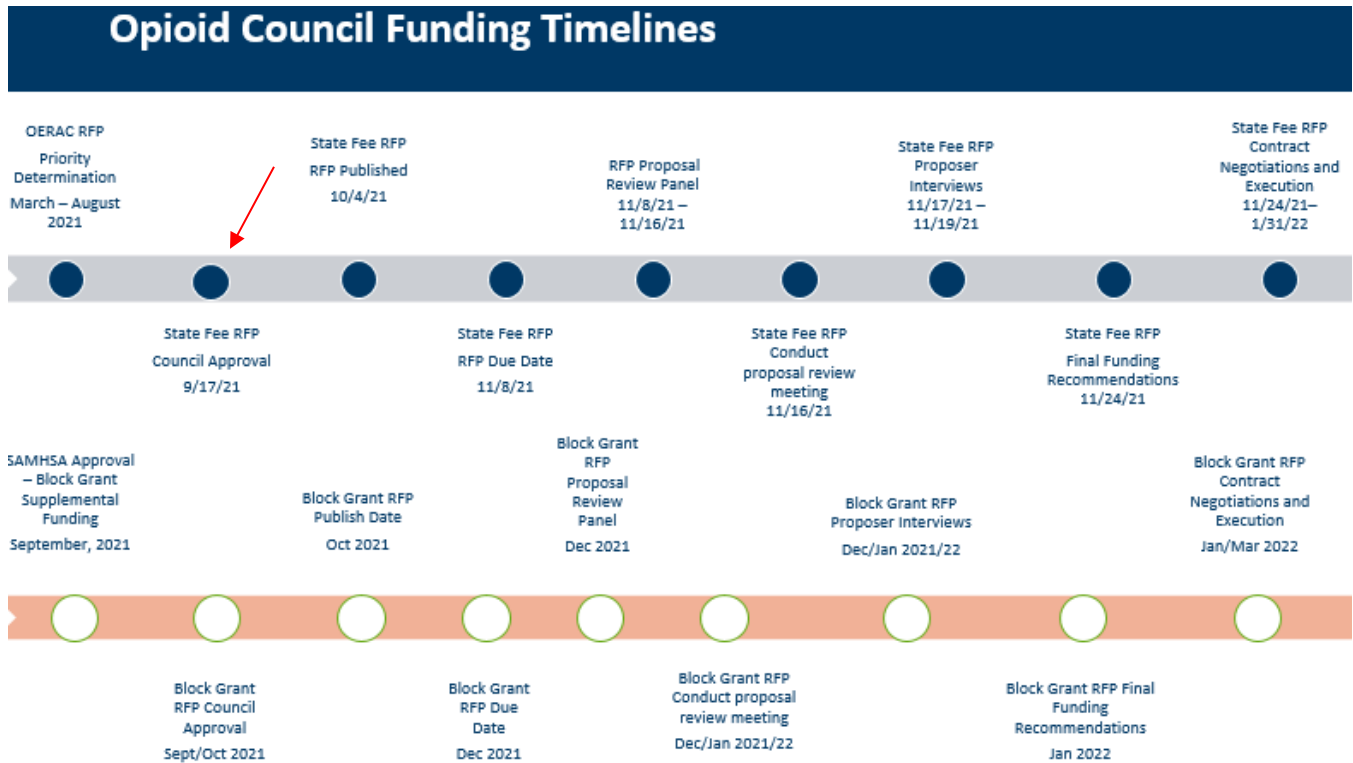 Opioid Council Funding Timelines
OERAC RFP
Priority
Determination
March – August
2021
State Fee RFP
Council Approval
9/17/21
State Fee RFP
RFP Published
10/4/21
State Fee RFP
RFP Due Date
11/8/21
RFP Proposal
Review Panel
11/8/21 –
11/16/21
State Fee RFP
Conduct
proposal review
meeting
11/16/21
State Fee RFP
Proposer
Interviews
11/17/21 –
11/19/21
State Fee RFP
Final Funding
Recommendations
11/24/21
State Fee RFP
Contract
Negotiations and
Execution
11/24/21–
1/31/22
SAMHSA Approval
– Block Grant
Supplemental
Funding
September, 2021
Block Grant
RFP Council
Approval
Sept/Oct 2021
Block Grant RFP
Publish Date
Oct 2021
Block Grant
RFP Due
Date
Dec 2021
Block Grant
RFP
Proposal
Review
Panel
Dec 2021
Block Grant RFP
Conduct proposal
review meeting
Dec/Jan 2021/22
Block Grant RFP
Proposer Interviews
Dec/Jan 2021/22
Block Grant RFP Final
Funding
Recommendations
Jan 2022
Block Grant RFP
Contract
Negotiations and
Execution
Jan/Mar 2022